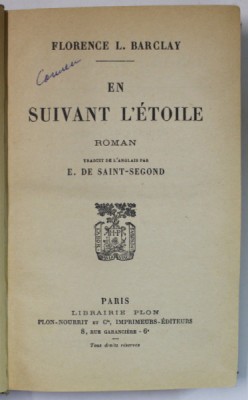 FLORENCE L. BARCLAY
EN
SUIVANT L'ÉTOILE
ROMAN
TRADUIT DE L'ANGLAIS PAR
E. DE SAINT-SEGOND
PARIS
LIBRAIRIE PLON
PLON-NOURRIT ET Cie, IMPRIMEURS-ÉDITEURS
8, RUE GARANCIÈRE - 6e
Tous droits réservés